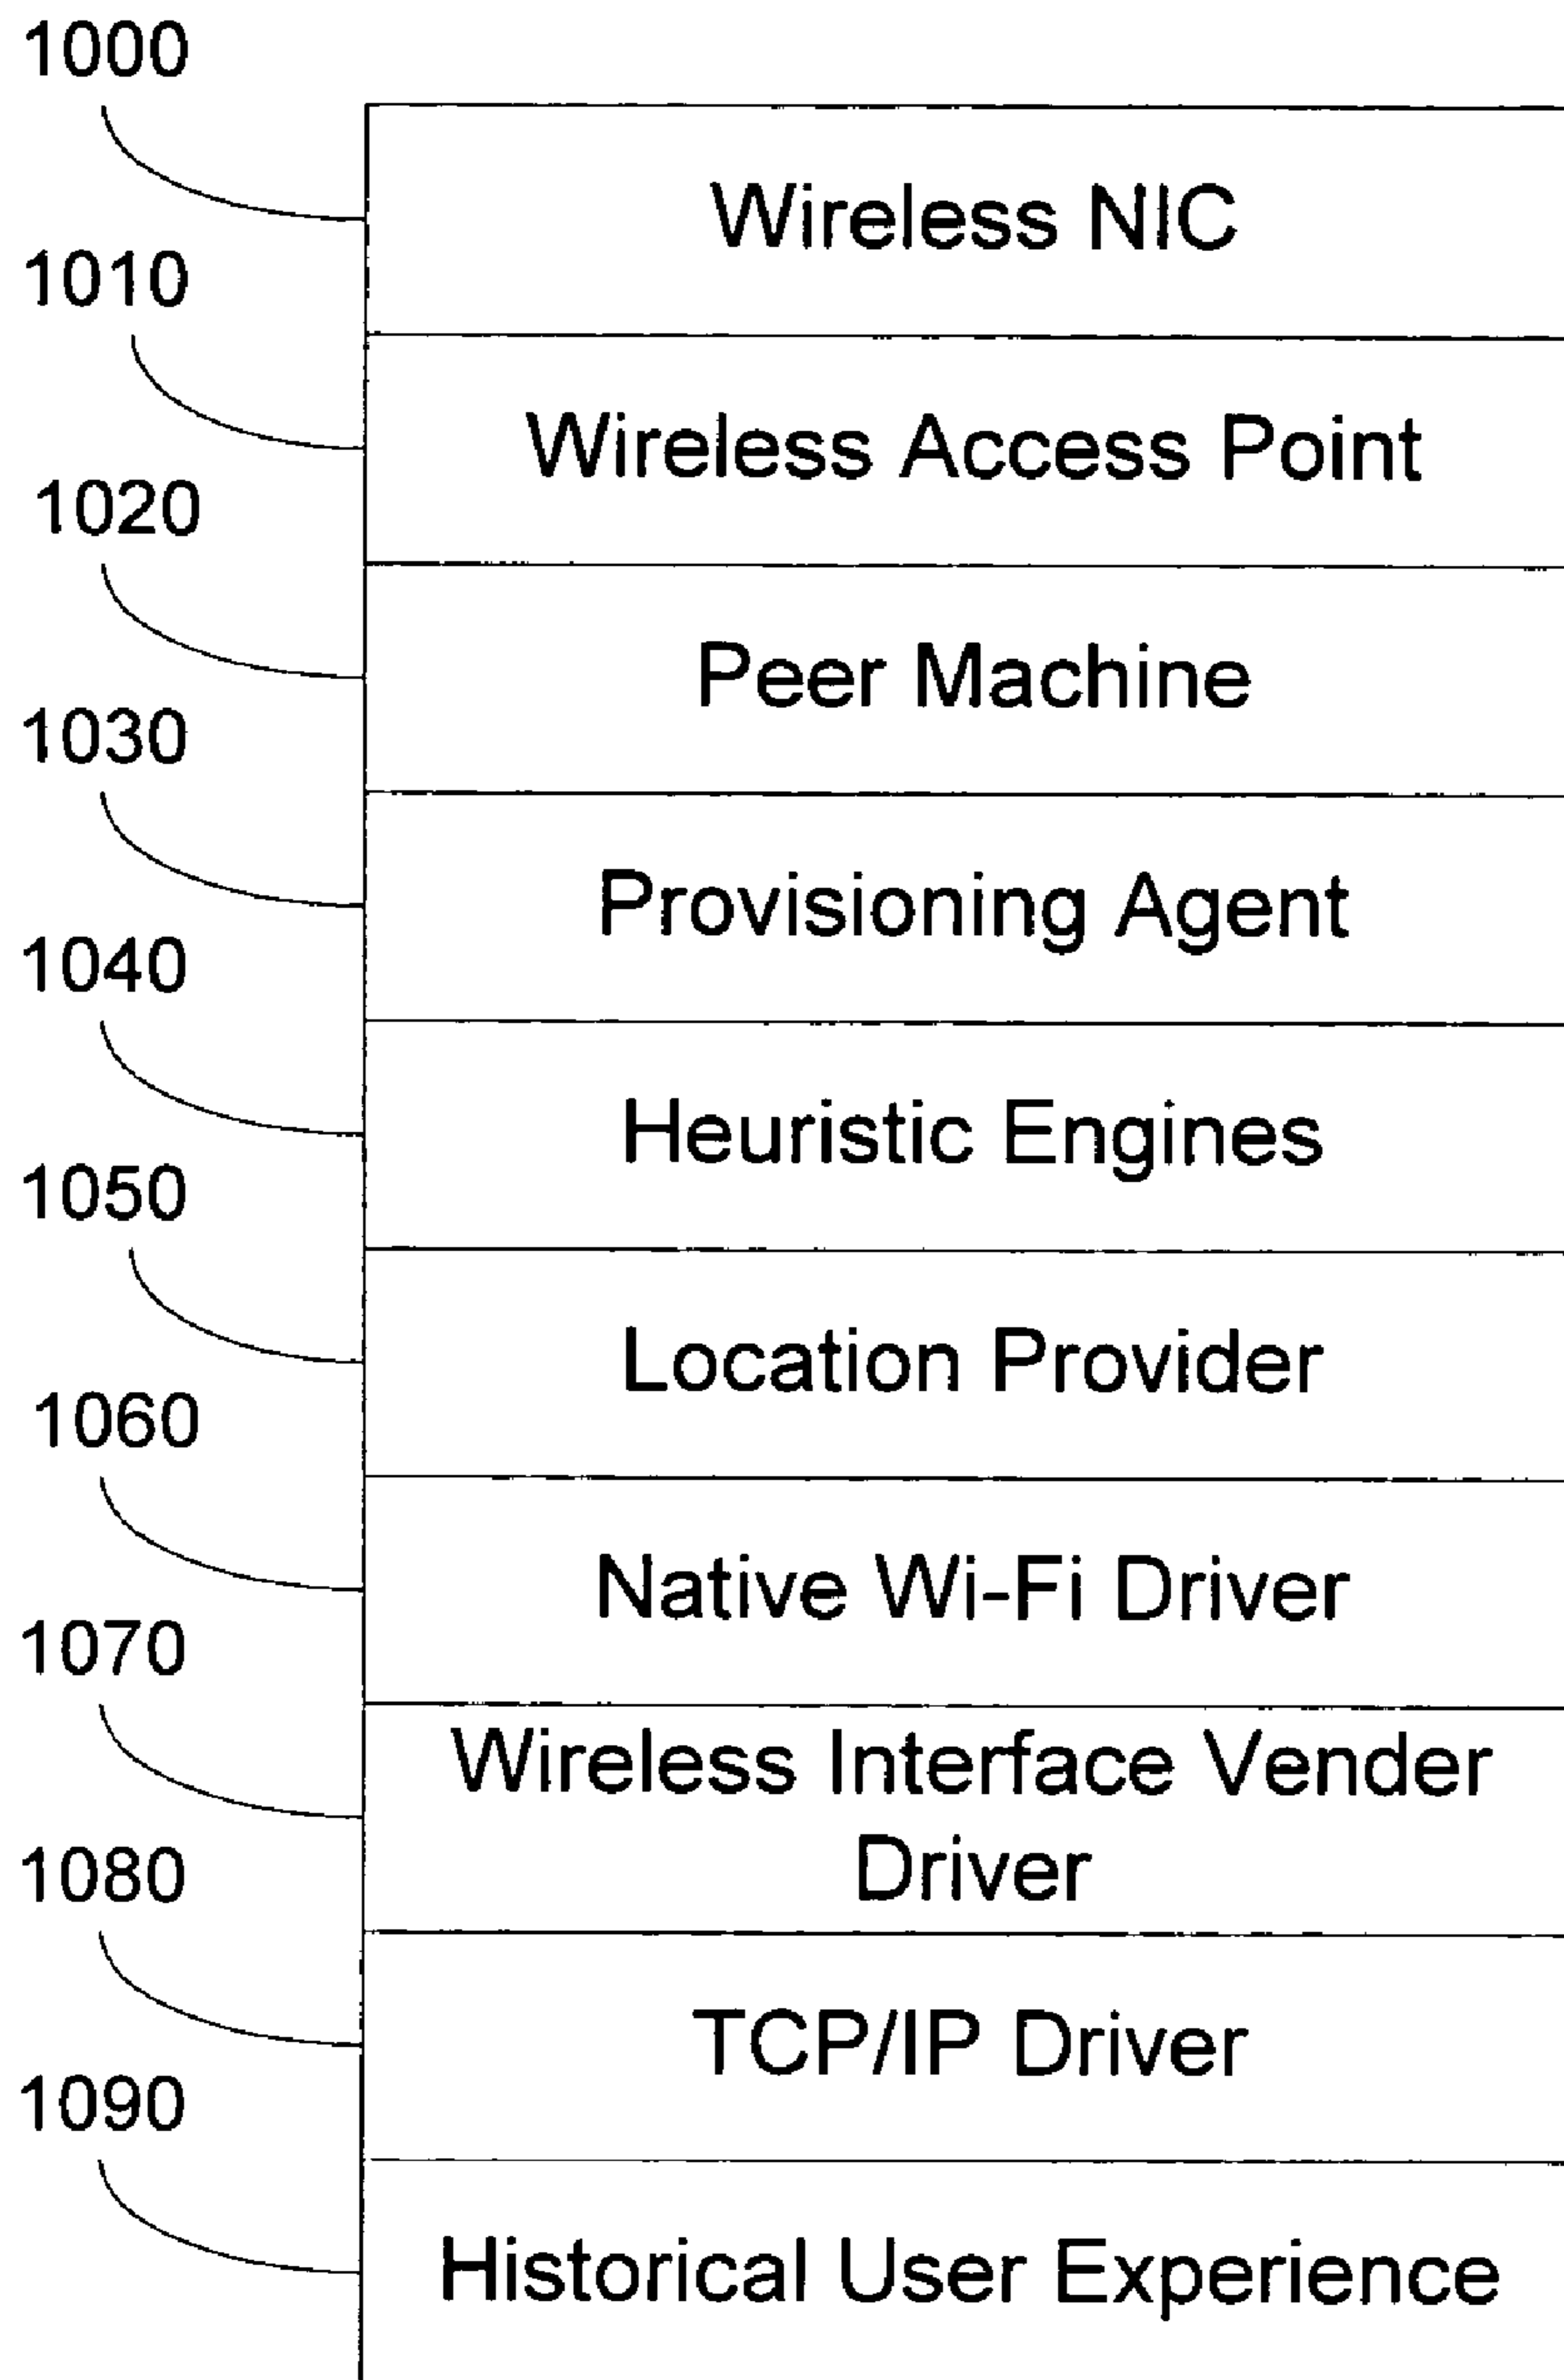 1000
Wireless NIC
1010
Wireless Access Point
1020
Peer Machine
1030
Provisioning Agent
1040
Heuristic Engines
1050
Location Provider
1060
Native Wi-Fi Driver
1070
Wireless Interface Vender
Driver
1080
TCP/IP Driver
1090
Historical User Experience